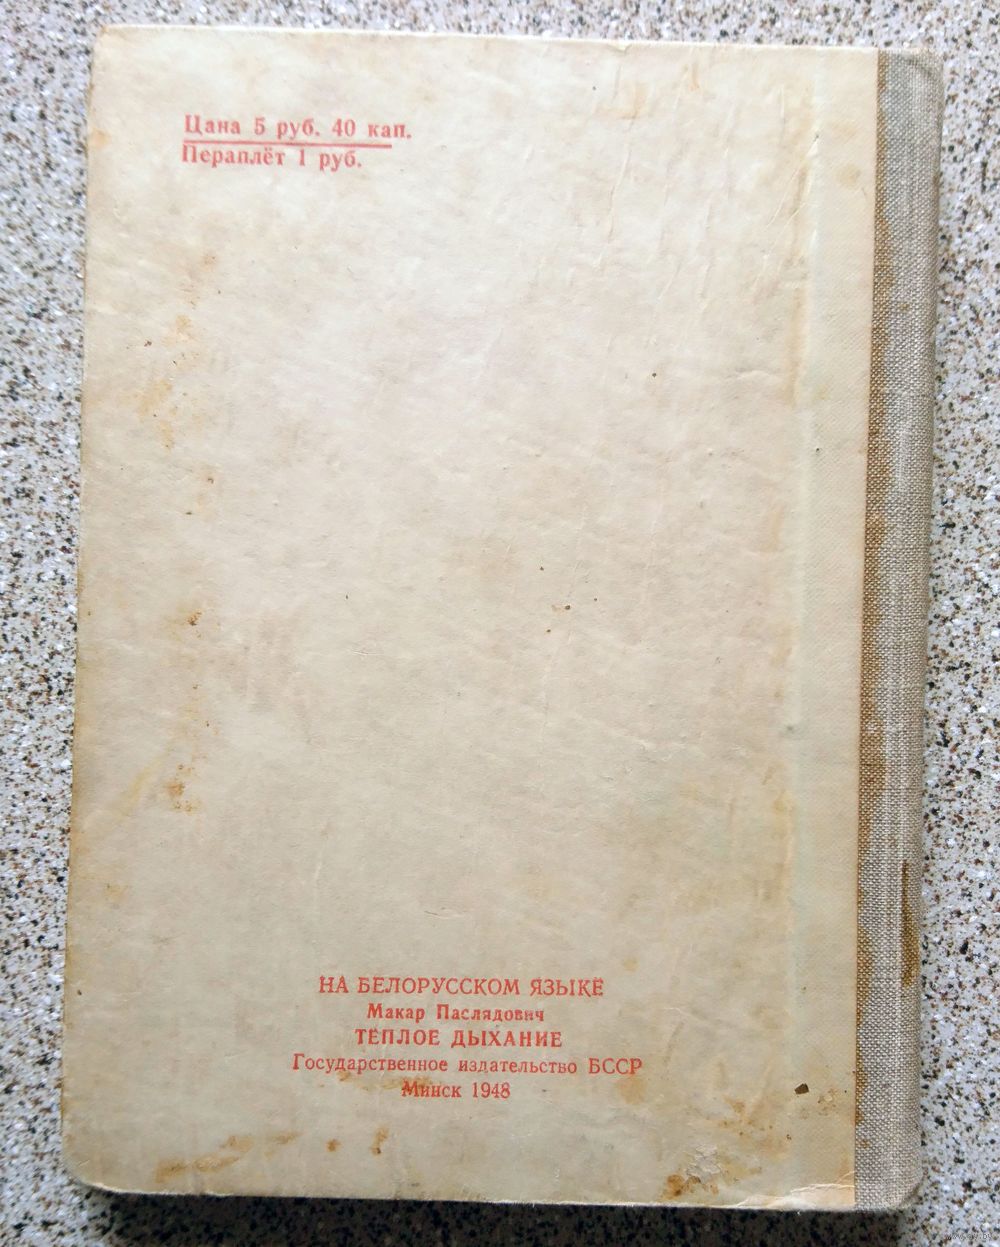 Цана 5 руб. 40 кап.
Пераплёт 1 руб.
НА БЕЛОРУССКОМ ЯЗЫКЕ
Макар Паслядович
ТЕПЛОЕ ДЫХАНИЕ
Государственное издательство БССР
Минск 1948